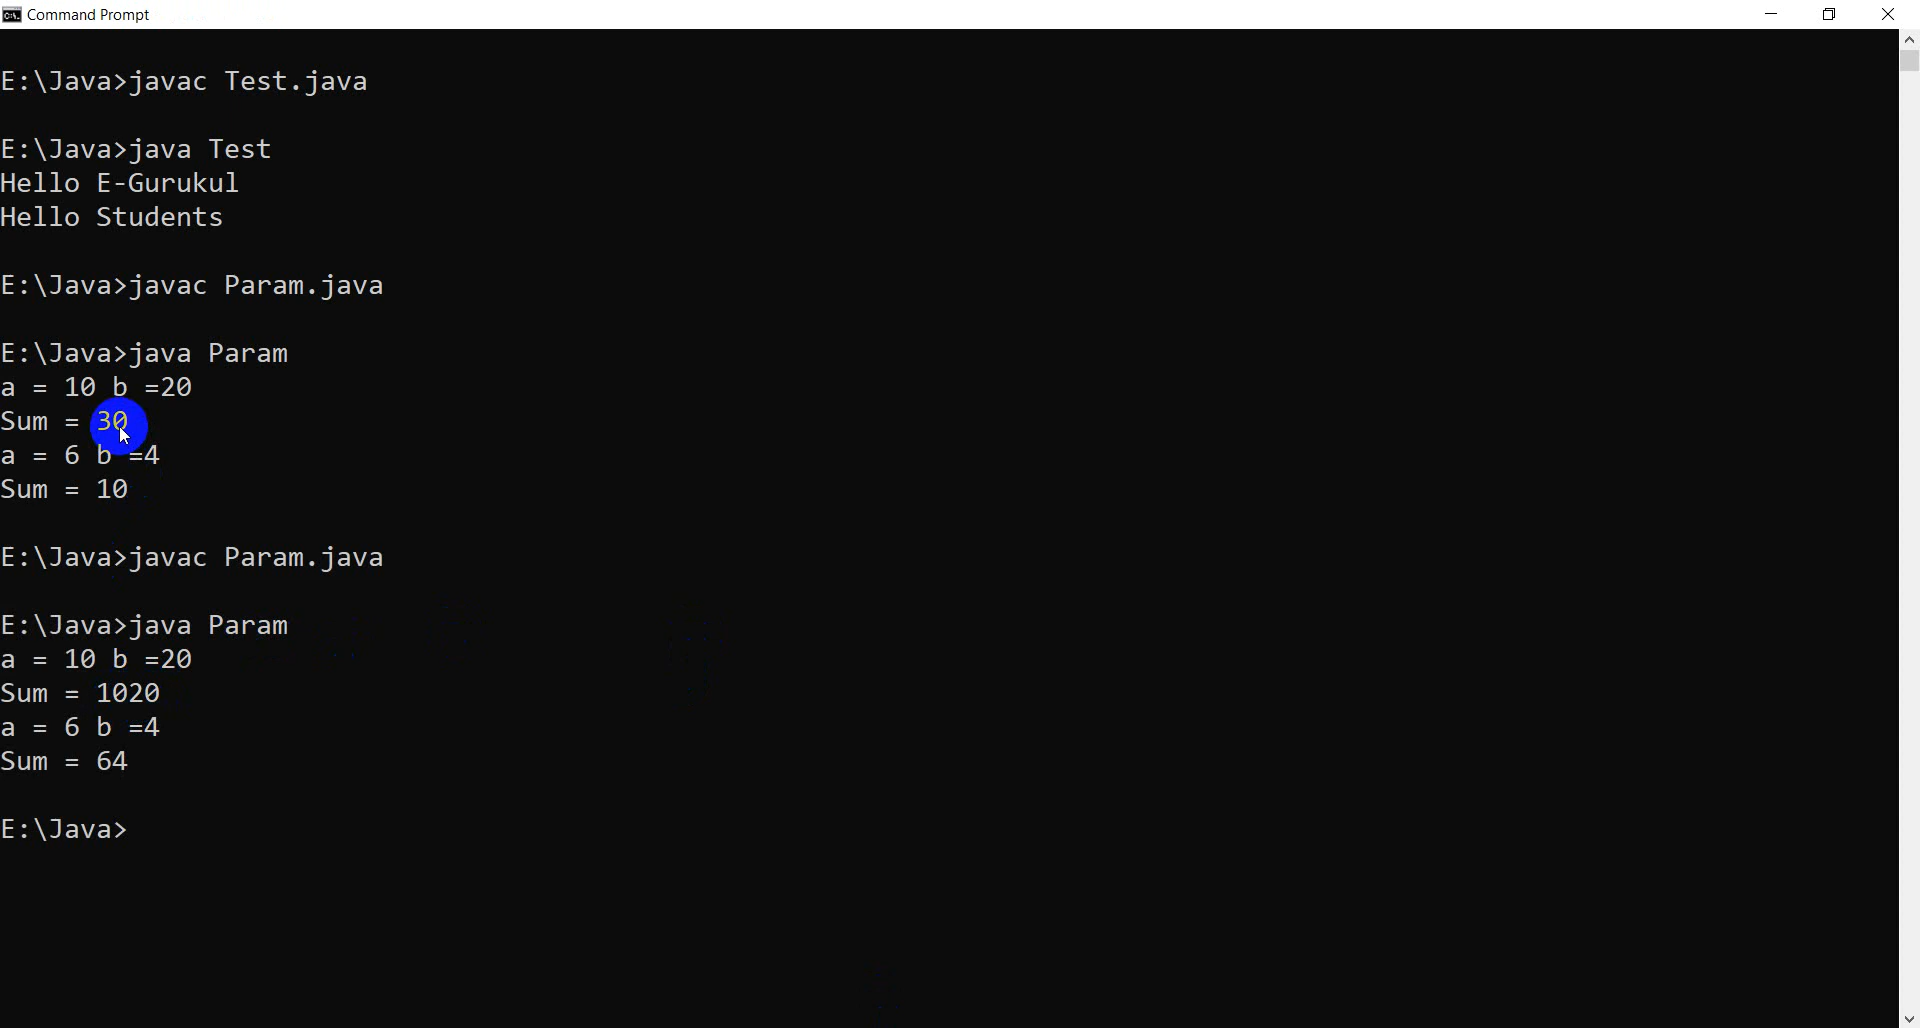 Command Prompt
E:\Java>javac Test.java
E:\Java>java Test
Hello E-Gurukul
Hello Students
E:\Java>javac Param.java
E:\Java>java Param
a = 10 b =20
Sum = 30
a = 6 b =4
Sum = 10
E:\Java>javac Param.java
E:\Java>java Param
a = 10 b =20
Sum = 1020
a = 6 b =4
Sum = 64
E:\Java>